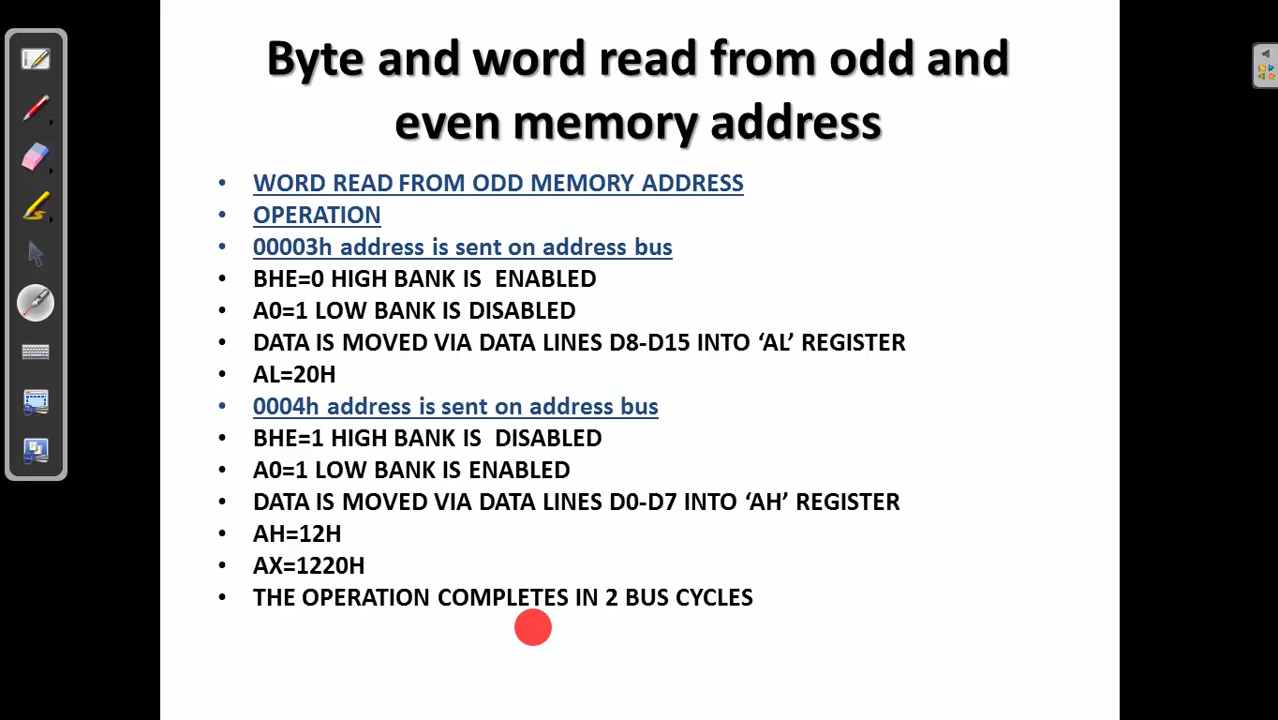 Byte and word read from odd and
even memory address
• WORD READ FROM ODD MEMORY ADDRESS
• OPERATION
• 00003h address is sent on address bus
• BHE=0 HIGH BANK IS ENABLED
• A0=1 LOW BANK IS DISABLED
• DATA IS MOVED VIA DATA LINES D8-D15 INTO ‘AL’ REGISTER
• AL=20H
• 0004h address is sent on address bus
• BHE=1 HIGH BANK IS DISABLED
• A0=1 LOW BANK IS ENABLED
• DATA IS MOVED VIA DATA LINES D0-D7 INTO ‘AH’ REGISTER
• AH=12H
• AX=1220H
• THE OPERATION COMPLETES IN 2 BUS CYCLES